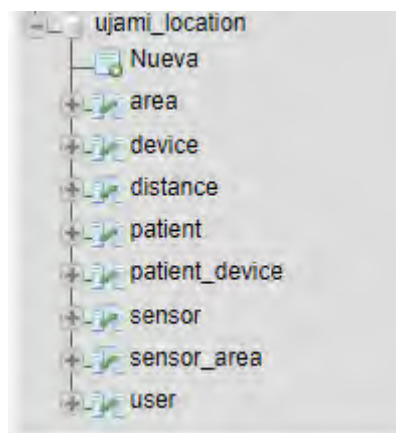 ujami_location
Nueva
area
device
distance
patient
patient_device
sensor
sensor_area
user